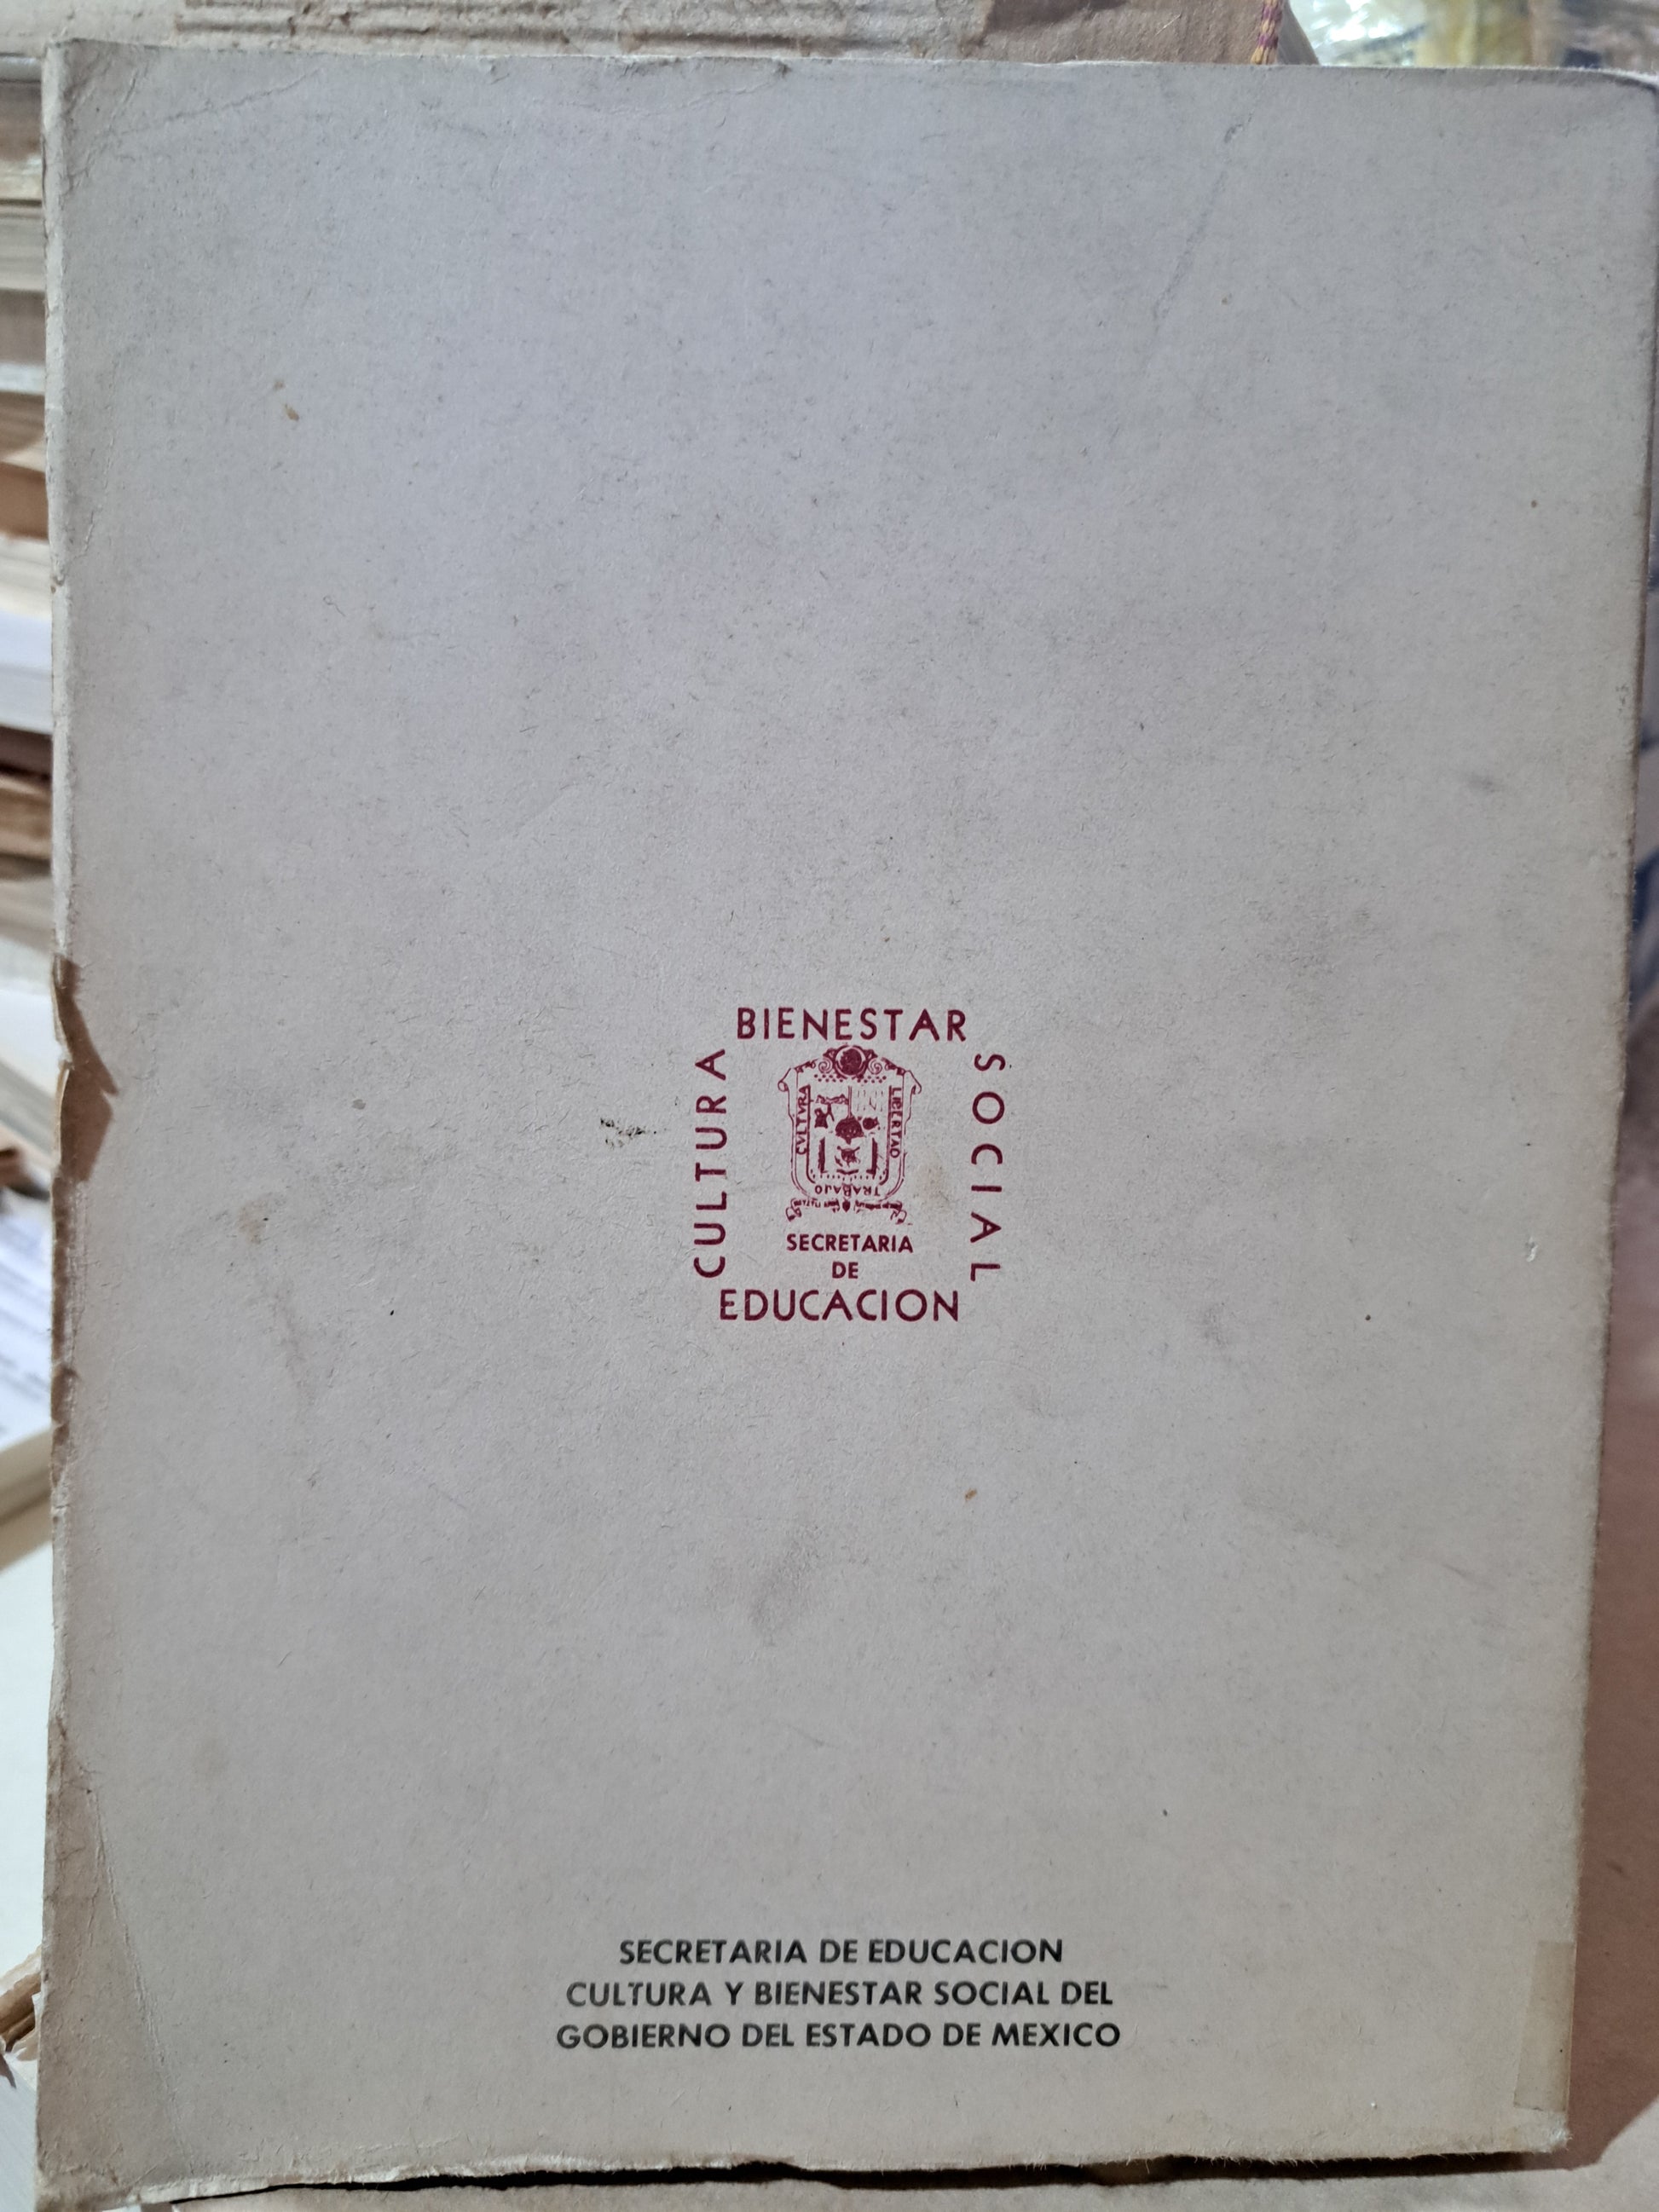 BIENESTAR
CULTURA
SOCIAL
CVLTVRA
LIBERTAD
TRABAJO
SECRETARIA
DE
EDUCACION
SECRETARIA DE EDUCACION
CULTURA Y BIENESTAR SOCIAL DEL
GOBIERNO DEL ESTADO DE MEXICO